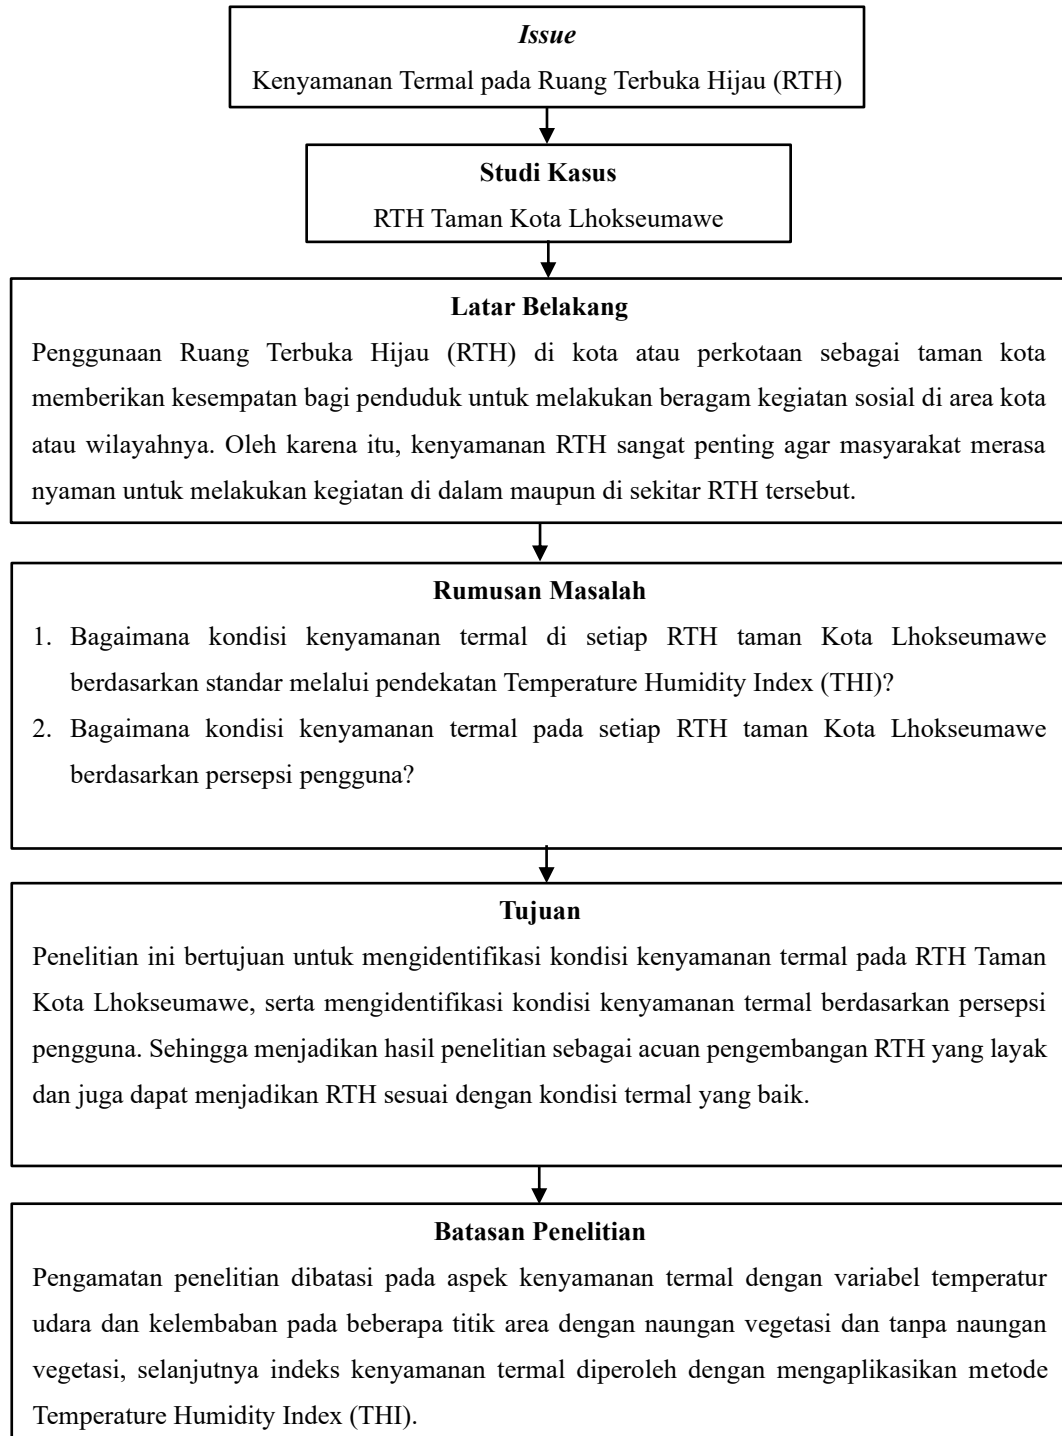 Issue
Kenyamanan Termal pada Ruang Terbuka Hijau (RTH)
Studi Kasus
RTH Taman Kota Lhokseumawe
Latar Belakang
Penggunaan Ruang Terbuka Hijau (RTH) di kota atau perkotaan sebagai taman kota
memberikan kesempatan bagi penduduk untuk melakukan beragam kegiatan sosial di area kota
atau wilayahnya. Oleh karena itu, kenyamanan RTH sangat penting agar masyarakat merasa
nyaman untuk melakukan kegiatan di dalam maupun di sekitar RTH tersebut.
Rumusan Masalah
1. Bagaimana kondisi kenyamanan termal di setiap RTH taman Kota Lhokseumawe
berdasarkan standar melalui pendekatan Temperature Humidity Index (THI)?
2. Bagaimana kondisi kenyamanan termal pada setiap RTH taman Kota Lhokseumawe
berdasarkan persepsi pengguna?
Tujuan
Penelitian ini bertujuan untuk mengidentifikasi kondisi kenyamanan termal pada RTH Taman
Kota Lhokseumawe, serta mengidentifikasi kondisi kenyamanan termal berdasarkan persepsi
pengguna. Sehingga menjadikan hasil penelitian sebagai acuan pengembangan RTH yang layak
dan juga dapat menjadikan RTH sesuai dengan kondisi termal yang baik.
Batasan Penelitian
Pengamatan penelitian dibatasi pada aspek kenyamanan termal dengan variabel temperatur
udara dan kelembaban pada beberapa titik area dengan naungan vegetasi dan tanpa naungan
vegetasi, selanjutnya indeks kenyamanan termal diperoleh dengan mengaplikasikan metode
Temperature Humidity Index (THI).